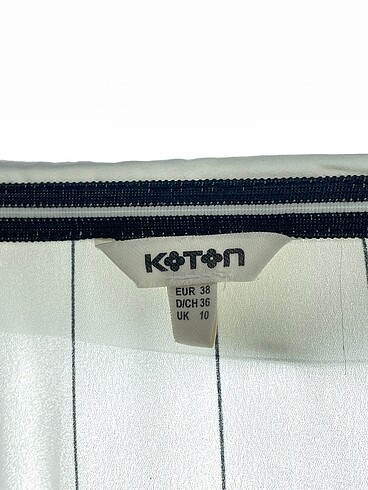 KOTON
EUR 38
D/CH 36
UK 10